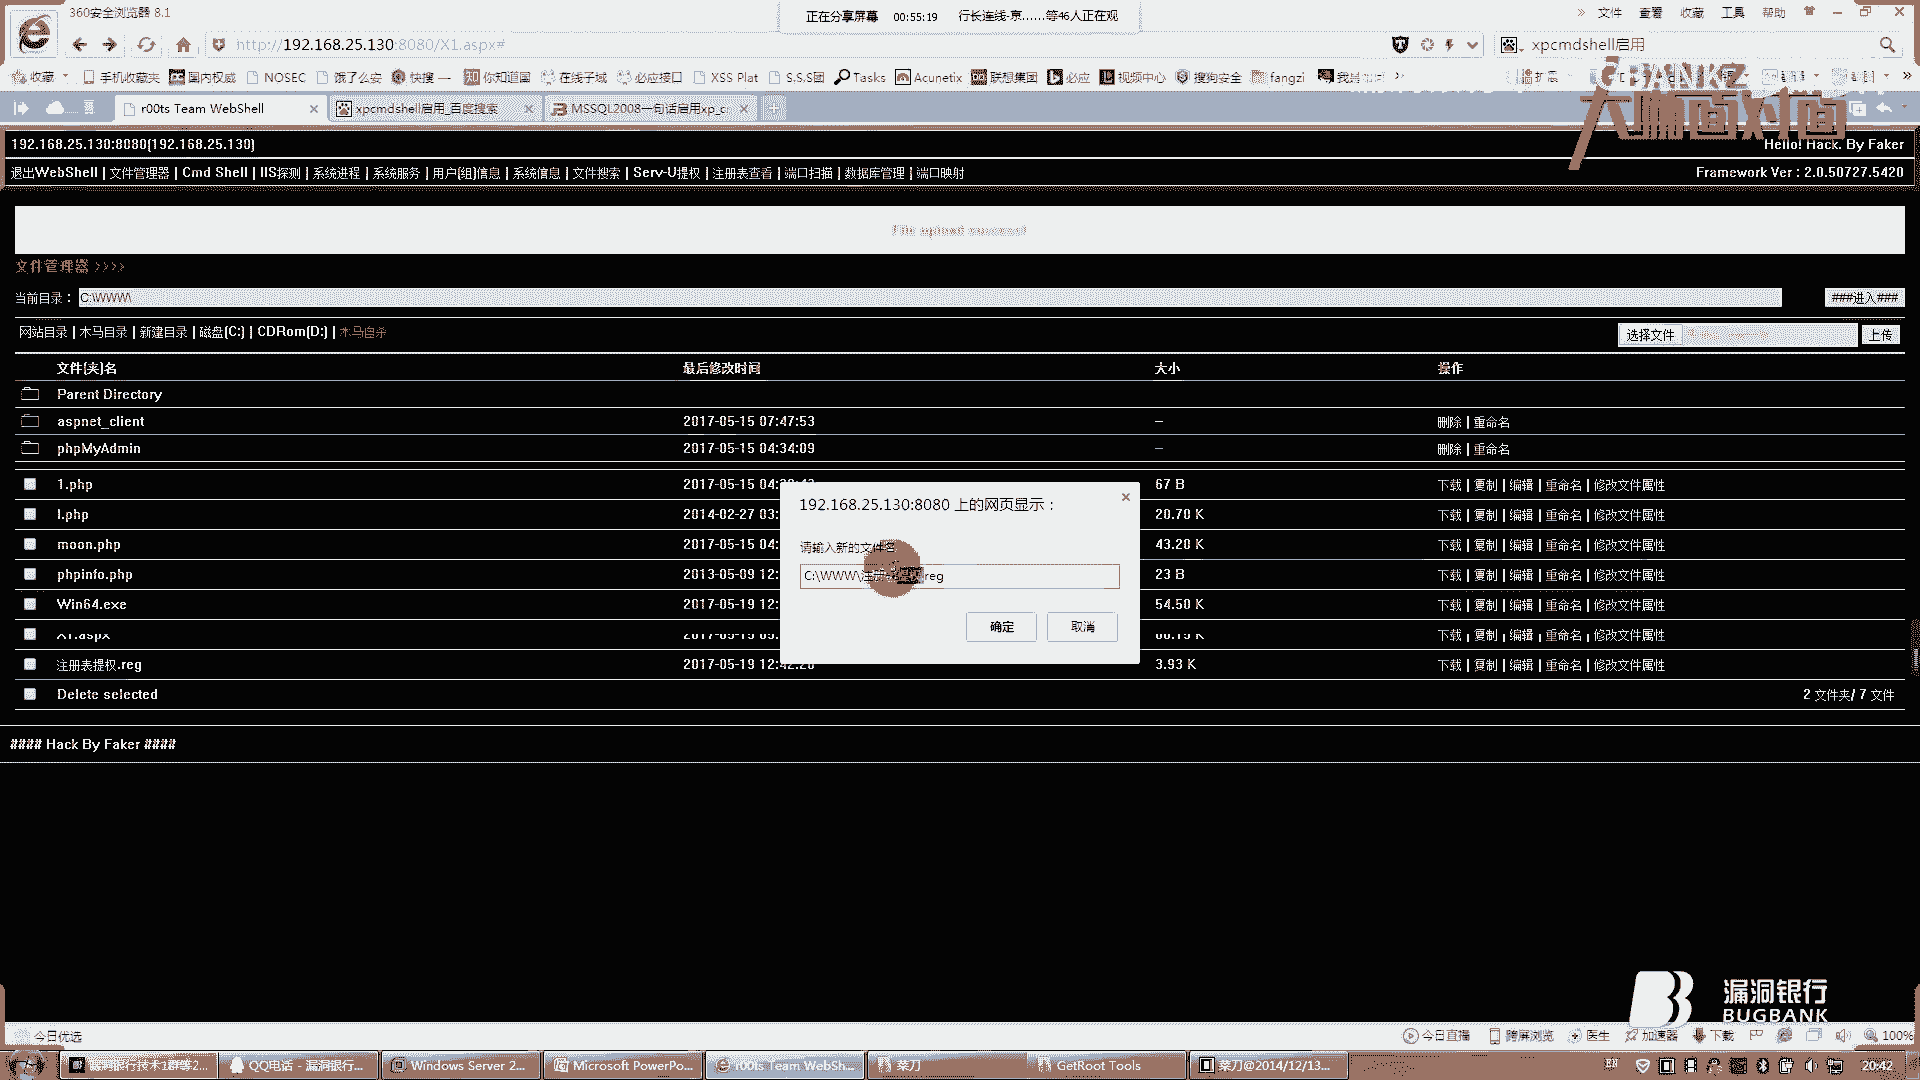 360安全浏览器 8.1
正在分享屏幕 00:55:19 行长连线-京……等46人正在观
文件 查看 收藏 工具 帮助
http://192.168.25.130:8080/X1.aspx#
xpcmdshell启用
收藏 手机收藏夹 国内权威 NOSEC 饿了么安 快搜 — 你知道国 在线子域 必应接口 XSS Plat S.S.S团 Tasks Acunetix 联想集团 必应 视频中心 搜狗安全 fangzi
BANKZ
大咖面对面
r00ts Team WebShell
xpcmdshell启用_百度搜索
MSSQL2008一句话启用xp_c
192.168.25.130:8080(192.168.25.130)
Hello! Hack. By Faker
退出WebShell | 文件管理器 | Cmd Shell | IIS探测 | 系统进程 | 系统服务 | 用户(组)信息 | 系统信息 | 文件搜索 | Serv-U提权 | 注册表查看 | 端口扫描 | 数据库管理 | 端口映射
Framework Ver : 2.0.50727.5420
File upload success!
文件管理器 >>>>
当前目录： C:\WWW\ ###进入###
网站目录 | 木马目录 | 新建目录 | 磁盘(C:) | CDRom(D:) | 木马自杀
选择文件 上传
文件(夹)名 最后修改时间 大小 操作
Parent Directory
aspnet_client 2017-05-15 07:47:53 — 删除 | 重命名
phpMyAdmin 2017-05-15 04:34:09 — 删除 | 重命名
1.php 2017-05-15 67 B 下载 | 复制 | 编辑 | 重命名 | 修改文件属性
l.php 2014-02-27 03: 20.70 K 下载 | 复制 | 编辑 | 重命名 | 修改文件属性
moon.php 2017-05-15 04: 43.20 K 下载 | 复制 | 编辑 | 重命名 | 修改文件属性
phpinfo.php 2013-05-09 12: 23 B 下载 | 复制 | 编辑 | 重命名 | 修改文件属性
Win64.exe 2017-05-19 12: 54.50 K 下载 | 复制 | 编辑 | 重命名 | 修改文件属性
X1.aspx 下载 | 复制 | 编辑 | 重命名 | 修改文件属性
注册表提权.reg 2017-05-19 3.93 K 下载 | 复制 | 编辑 | 重命名 | 修改文件属性
Delete selected 2 文件夹/ 7 文件
192.168.25.130:8080 上的网页显示：
请输入新的文件名
C:\WWW\注册表提权.reg
确定 取消
#### Hack By Faker ####
漏洞银行
BUGBANK
今日优选
今日直播 跨屏浏览 医生 加速器 下载 100%
漏洞银行技术1群等2...
QQ电话 - 漏洞银行...
Windows Server 2...
Microsoft PowerPo...
r00ts Team WebSh...
菜刀
GetRoot Tools
菜刀@2014/12/13...
20:42